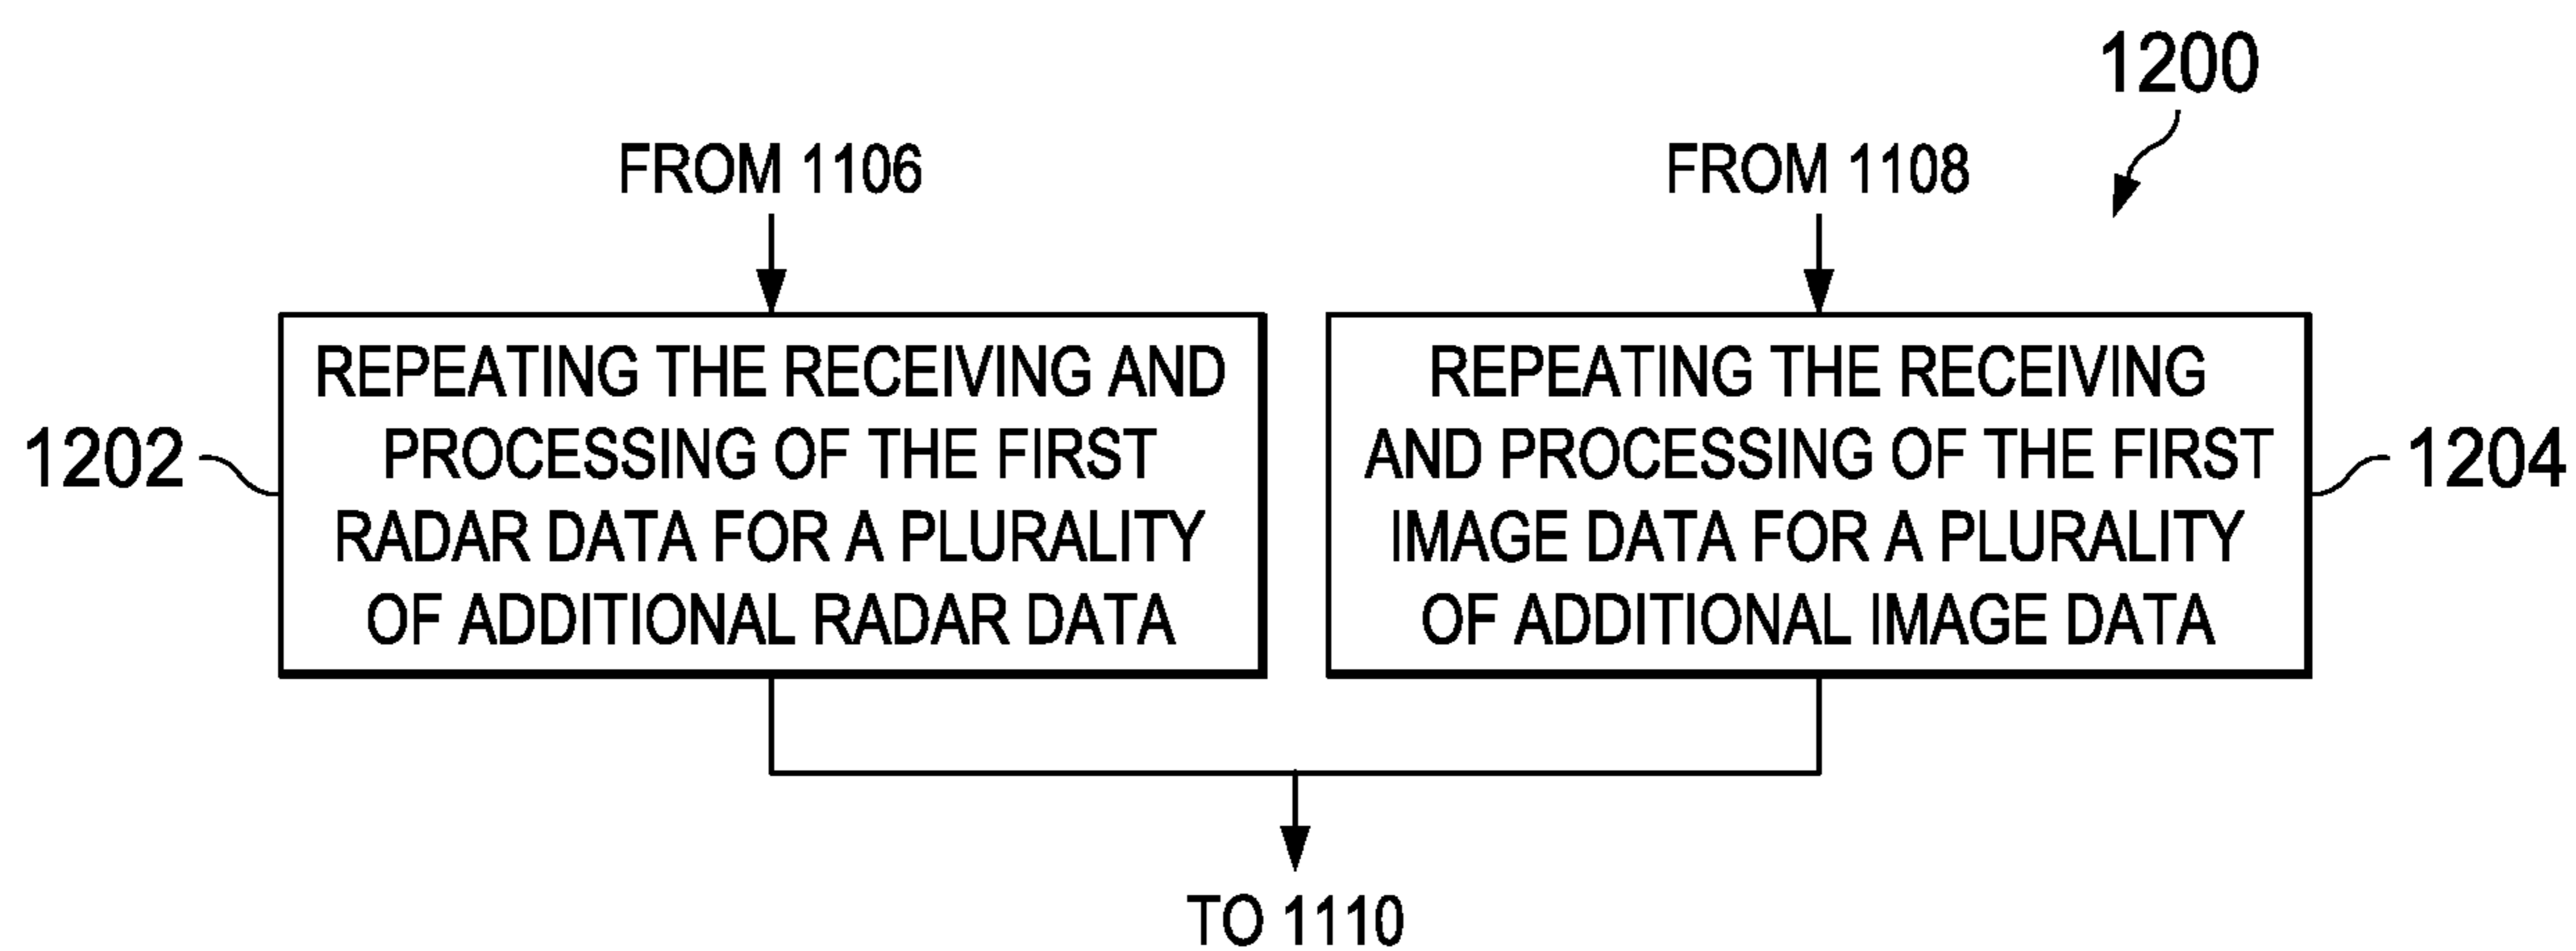 1200
FROM 1106
FROM 1108
1202
REPEATING THE RECEIVING AND
PROCESSING OF THE FIRST
RADAR DATA FOR A PLURALITY
OF ADDITIONAL RADAR DATA
REPEATING THE RECEIVING
AND PROCESSING OF THE FIRST
IMAGE DATA FOR A PLURALITY
OF ADDITIONAL IMAGE DATA
1204
TO 1110